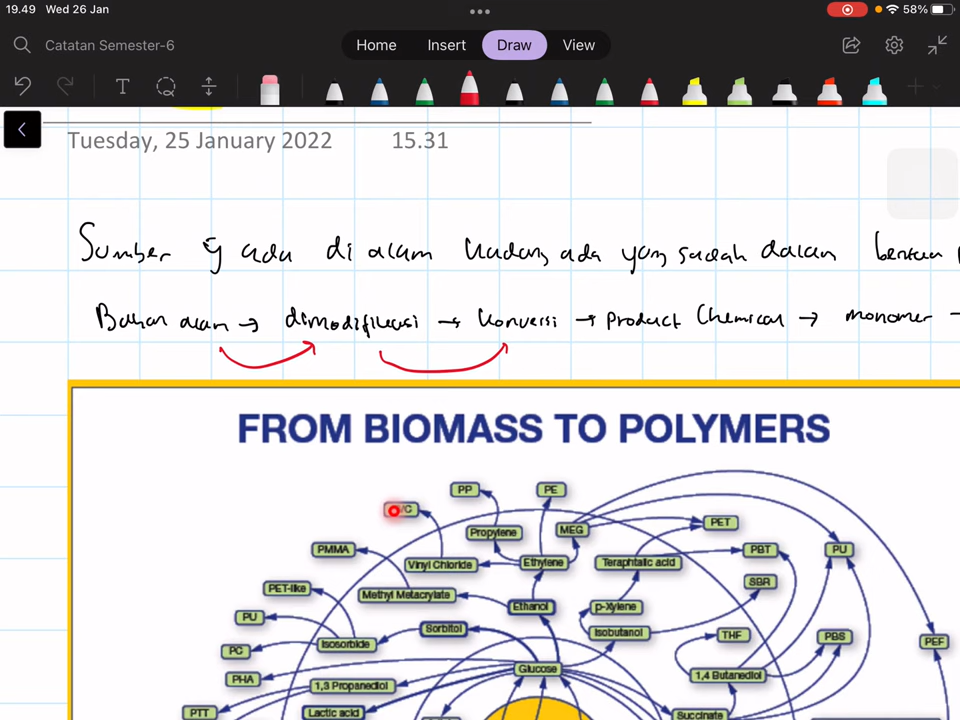 19.49 Wed 26 Jan
58%
Catatan Semester-6
Home Insert Draw View
Tuesday, 25 January 2022 15.31
Sumber yg ada di alam kadang ada yang sudah dalam
Bahan alam → dimodifikasi → Konversi → Product Chemical → monomer →
FROM BIOMASS TO POLYMERS
PP
PE
MEG
PET
PMMA
Propylene
PBT
PU
Vinyl Chloride
Ethylene
Teraphtalic acid
SBR
PET-like
Methyl Metacrylate
Ethanol
p-Xylene
PU
Sorbitol
Isobutanol
THF
PBS
PEF
PC
Isosorbide
Glucose
1,4 Butanediol
PHA
1,3 Propanediol
PTT
Lactic acid
Succinate